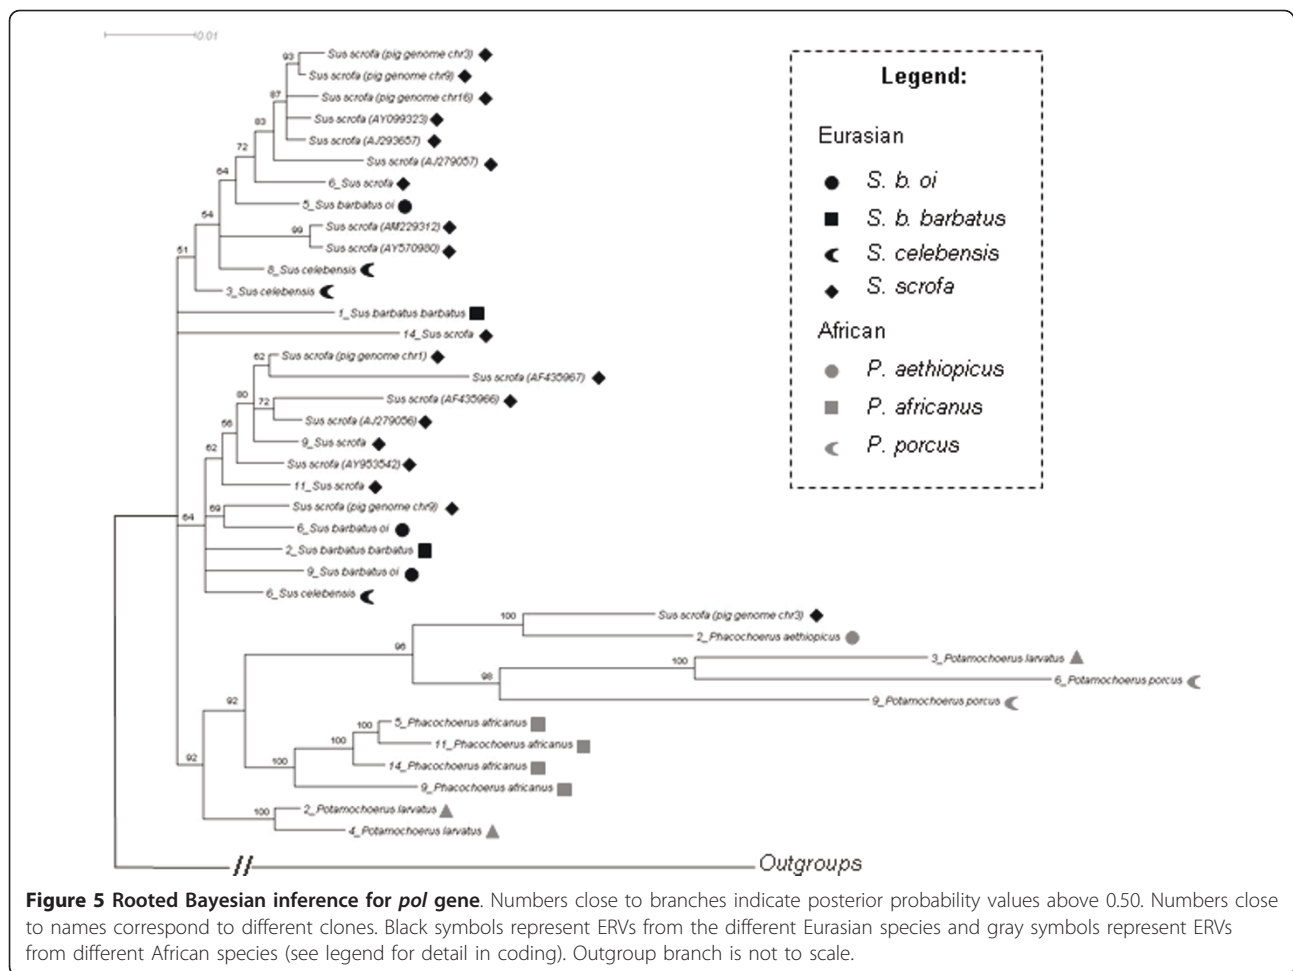 0.01
93
Sus scrofa (pig genome chr3)
Sus scrofa (pig genome chr9)
87
Sus scrofa (pig genome chr16)
83
Sus scrofa (AY099323)
Sus scrofa (AJ293657)
72
Sus scrofa (AJ279057)
64
6_Sus scrofa
5_Sus barbatus oi
54
99
Sus scrofa (AM229312)
Sus scrofa (AY570980)
51
8_Sus celebensis
3_Sus celebensis
1_Sus barbatus barbatus
14_Sus scrofa
62
Sus scrofa (pig genome chr1)
Sus scrofa (AF435967)
80
72
Sus scrofa (AF435966)
Sus scrofa (AJ279056)
56
9_Sus scrofa
62
Sus scrofa (AY953542)
11_Sus scrofa
64
69
Sus scrofa (pig genome chr9)
6_Sus barbatus oi
2_Sus barbatus barbatus
9_Sus barbatus oi
6_Sus celebensis
100
Sus scrofa (pig genome chr3)
2_Phacochoerus aethiopicus
96
100
3_Potamochoerus larvatus
98
6_Potamochoerus porcus
9_Potamochoerus porcus
92
100
5_Phacochoerus africanus
100
11_Phacochoerus africanus
100
14_Phacochoerus africanus
92
9_Phacochoerus africanus
100
2_Potamochoerus larvatus
4_Potamochoerus larvatus
Outgroups
Legend:
Eurasian
S. b. oi
S. b. barbatus
S. celebensis
S. scrofa
African
P. aethiopicus
P. africanus
P. porcus
Figure 5 Rooted Bayesian inference for pol gene. Numbers close to branches indicate posterior probability values above 0.50. Numbers close
to names correspond to different clones. Black symbols represent ERVs from the different Eurasian species and gray symbols represent ERVs
from different African species (see legend for detail in coding). Outgroup branch is not to scale.